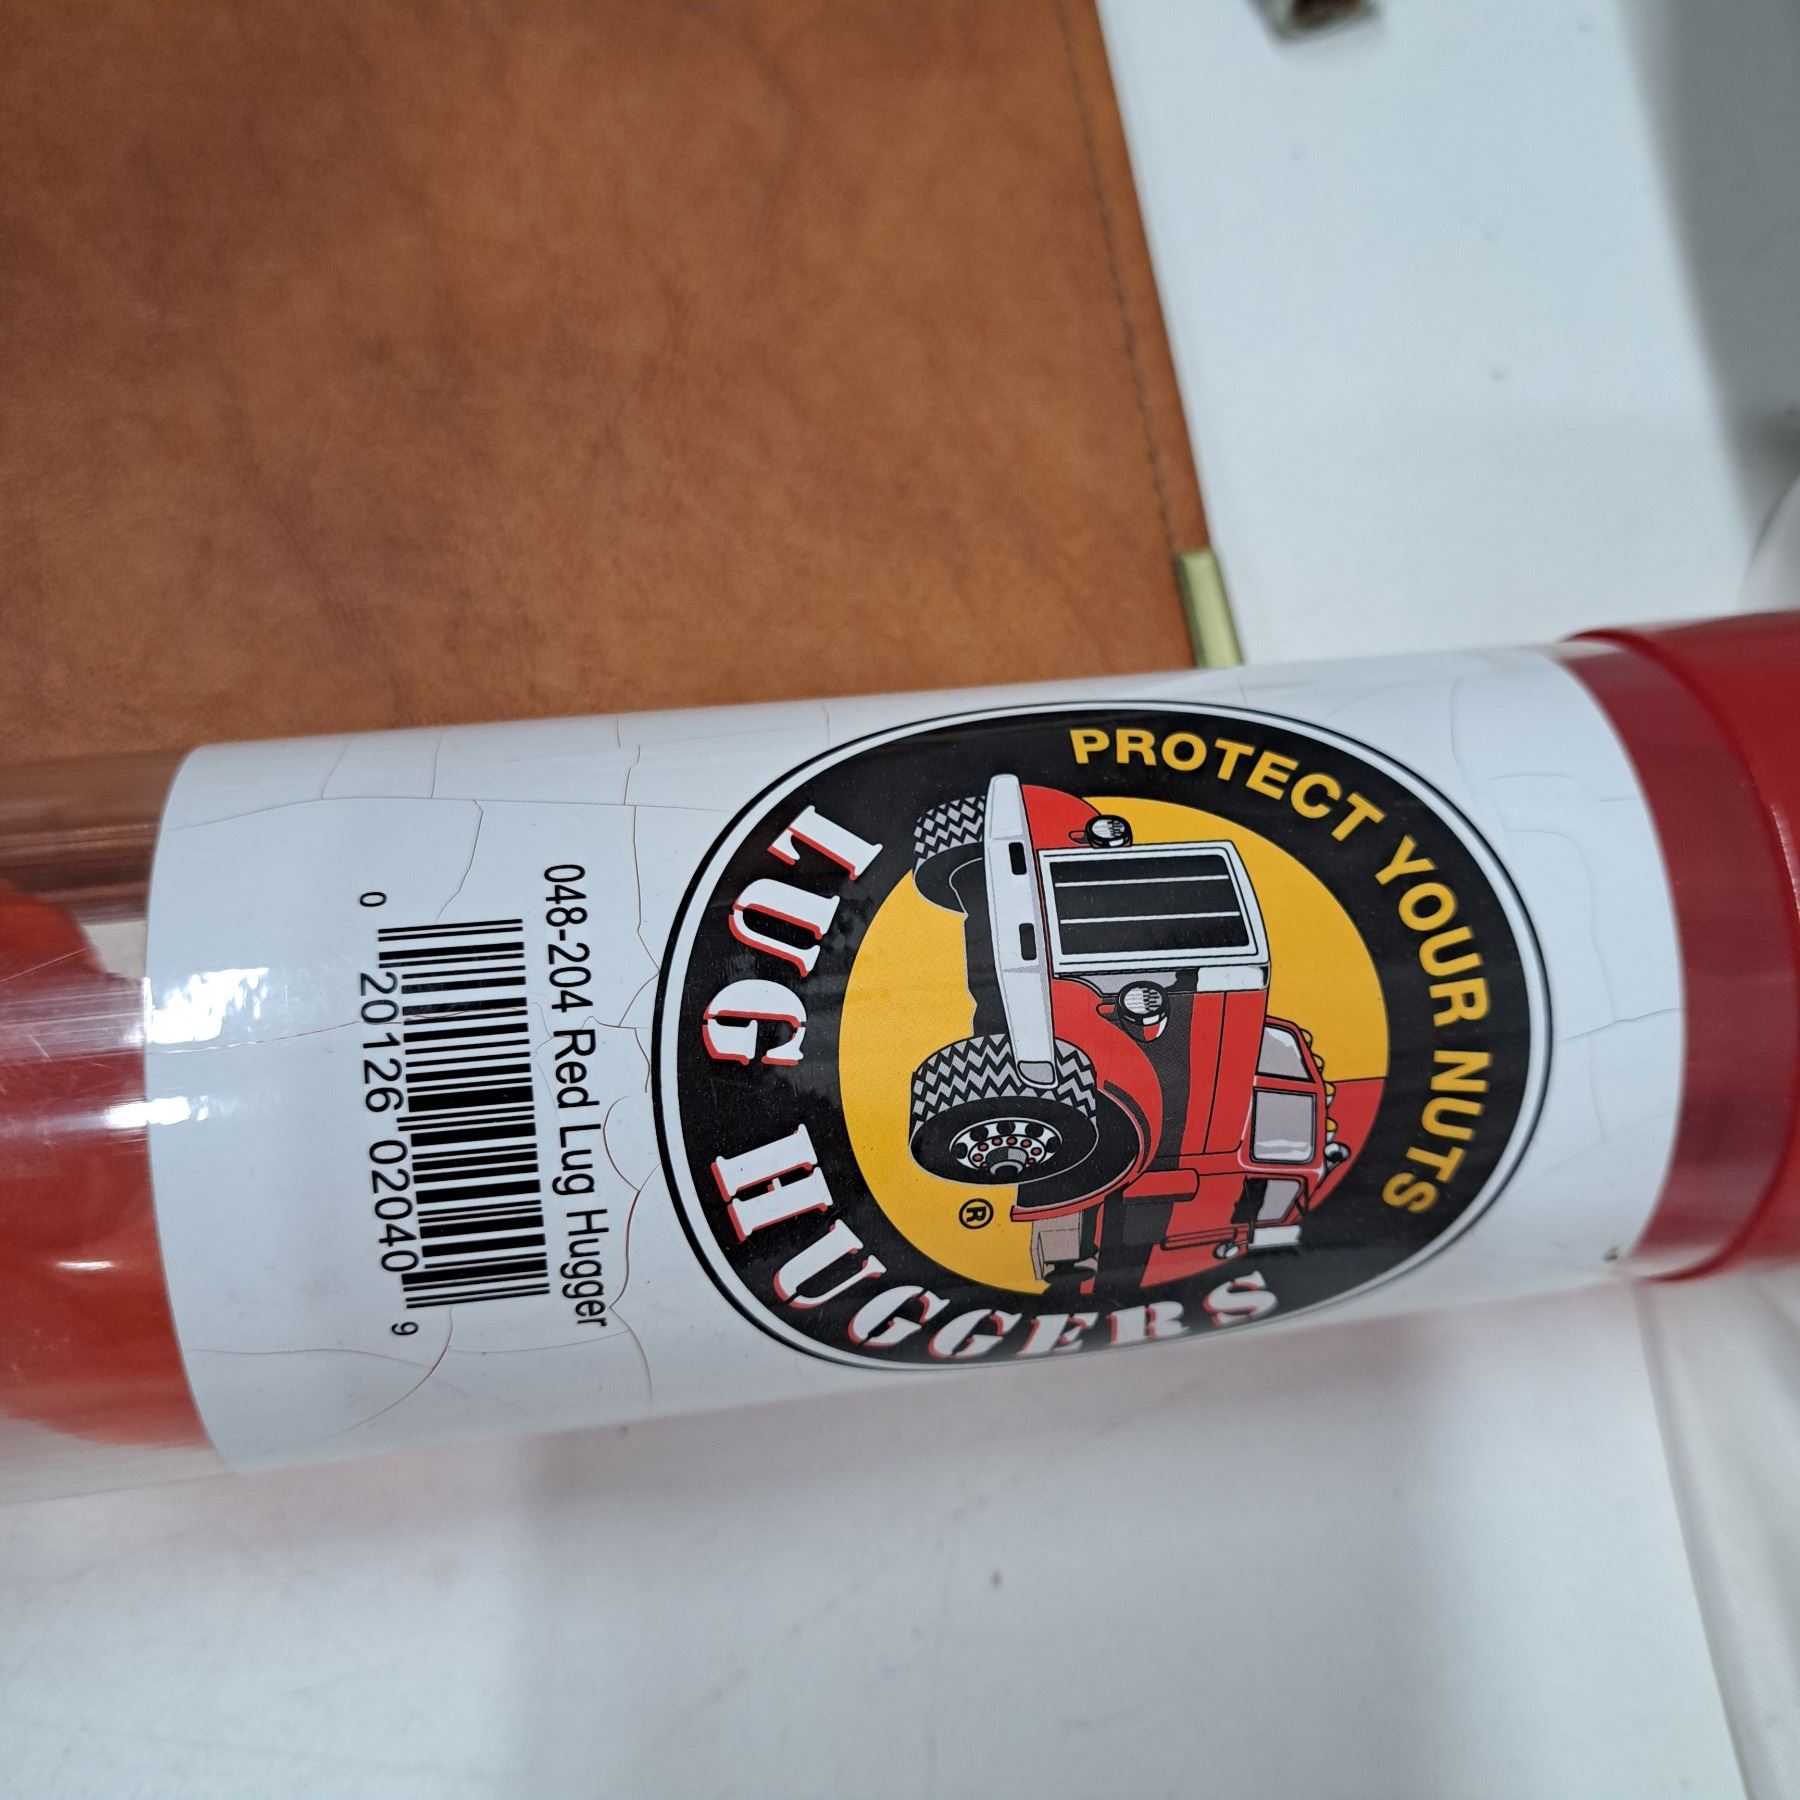 PROTECT YOUR NUTS
®
LUG HUGGERS
048-204 Red Lug Hugger
0 20126 02040 9